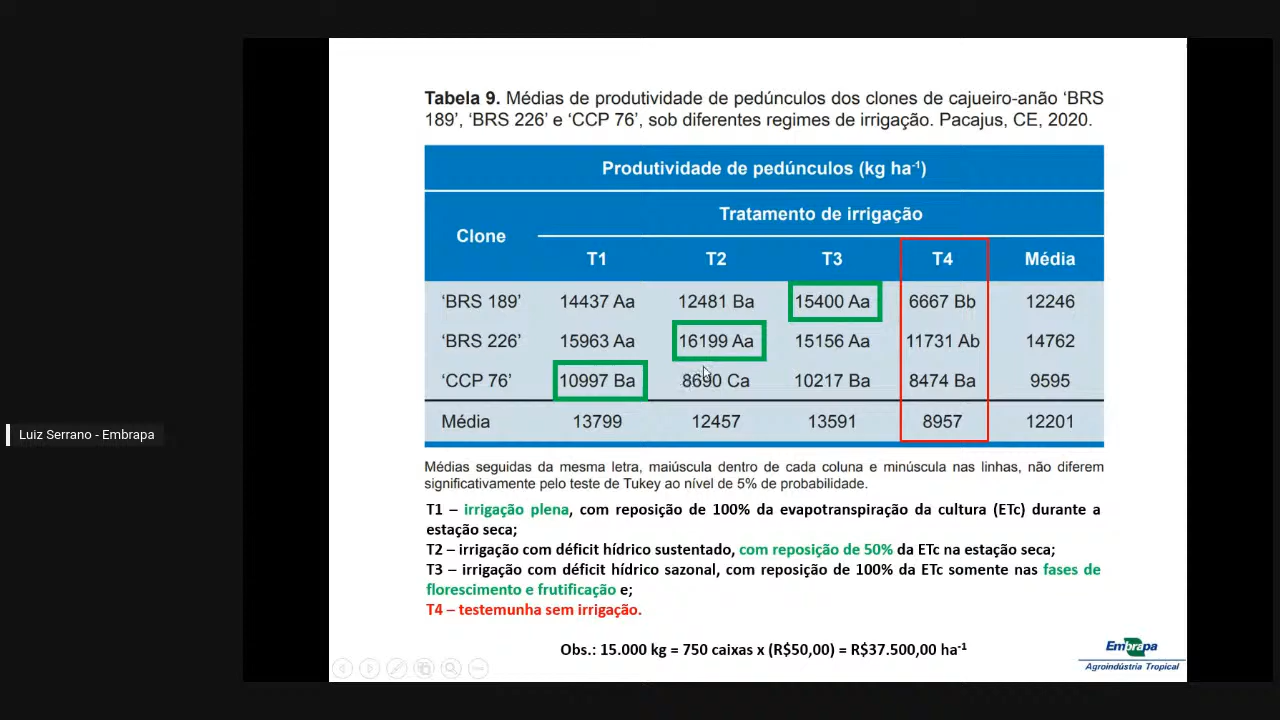 Tabela 9. Médias de produtividade de pedúnculos dos clones de cajueiro-anão ‘BRS
189’, ‘BRS 226’ e ‘CCP 76’, sob diferentes regimes de irrigação. Pacajus, CE, 2020.
Produtividade de pedúnculos (kg ha-1)
Clone
Tratamento de irrigação
T1 T2 T3 T4 Média
‘BRS 189’ 14437 Aa 12481 Ba 15400 Aa 6667 Bb 12246
‘BRS 226’ 15963 Aa 16199 Aa 15156 Aa 11731 Ab 14762
‘CCP 76’ 10997 Ba 8690 Ca 10217 Ba 8474 Ba 9595
Média 13799 12457 13591 8957 12201
Médias seguidas da mesma letra, maiúscula dentro de cada coluna e minúscula nas linhas, não diferem
significativamente pelo teste de Tukey ao nível de 5% de probabilidade.
T1 – irrigação plena, com reposição de 100% da evapotranspiração da cultura (ETc) durante a
estação seca;
T2 – irrigação com déficit hídrico sustentado, com reposição de 50% da ETc na estação seca;
T3 – irrigação com déficit hídrico sazonal, com reposição de 100% da ETc somente nas fases de
florescimento e frutificação e;
T4 – testemunha sem irrigação.
Obs.: 15.000 kg = 750 caixas x (R$50,00) = R$37.500,00 ha-1
Embrapa
Agroindústria Tropical
Luiz Serrano - Embrapa